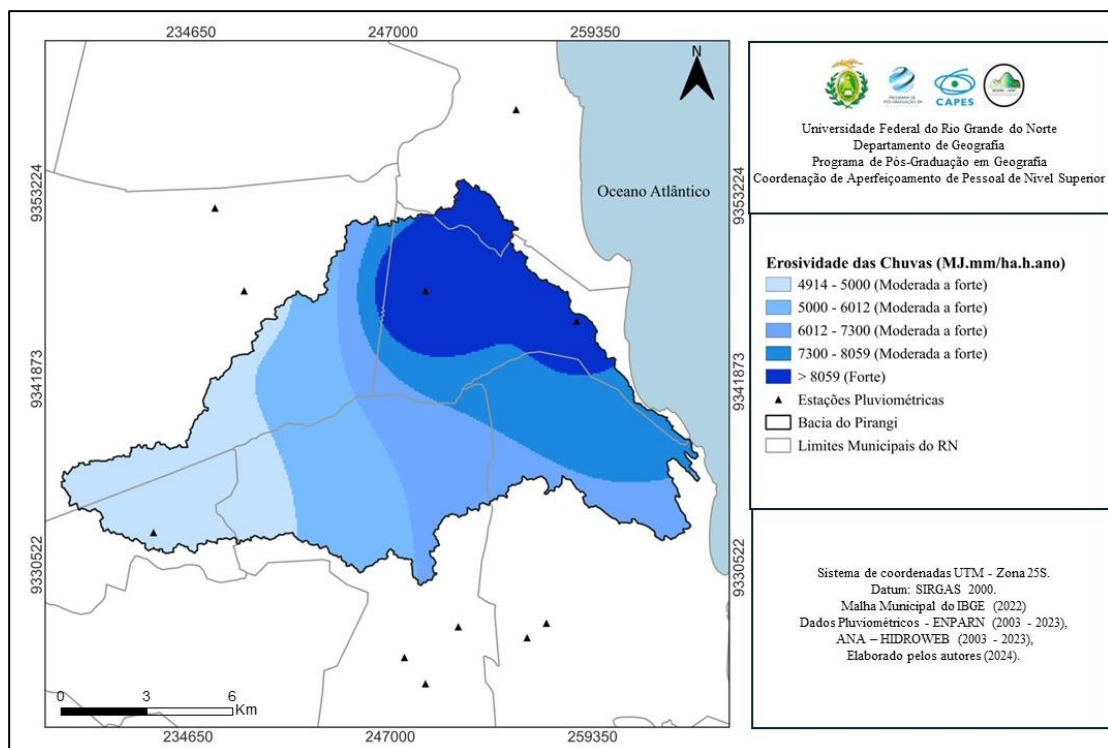 234650 247000 259350
N
9353224
9341873
9330522
Oceano Atlântico
9353224
9341873
9330522
0 3 6
Km
234650 247000 259350
CAPES
Universidade Federal do Rio Grande do Norte
Departamento de Geografia
Programa de Pós-Graduação em Geografia
Coordenação de Aperfeiçoamento de Pessoal de Nível Superior
Erosividade das Chuvas (MJ.mm/ha.h.ano)
4914 - 5000 (Moderada a forte)
5000 - 6012 (Moderada a forte)
6012 - 7300 (Moderada a forte)
7300 - 8059 (Moderada a forte)
> 8059 (Forte)
Estações Pluviométricas
Bacia do Pirangi
Limites Municipais do RN
Sistema de coordenadas UTM - Zona 25S.
Datum: SIRGAS 2000.
Malha Municipal do IBGE (2022)
Dados Pluviométricos - ENPARN (2003 - 2023),
ANA – HIDROWEB (2003 - 2023),
Elaborado pelos autores (2024).